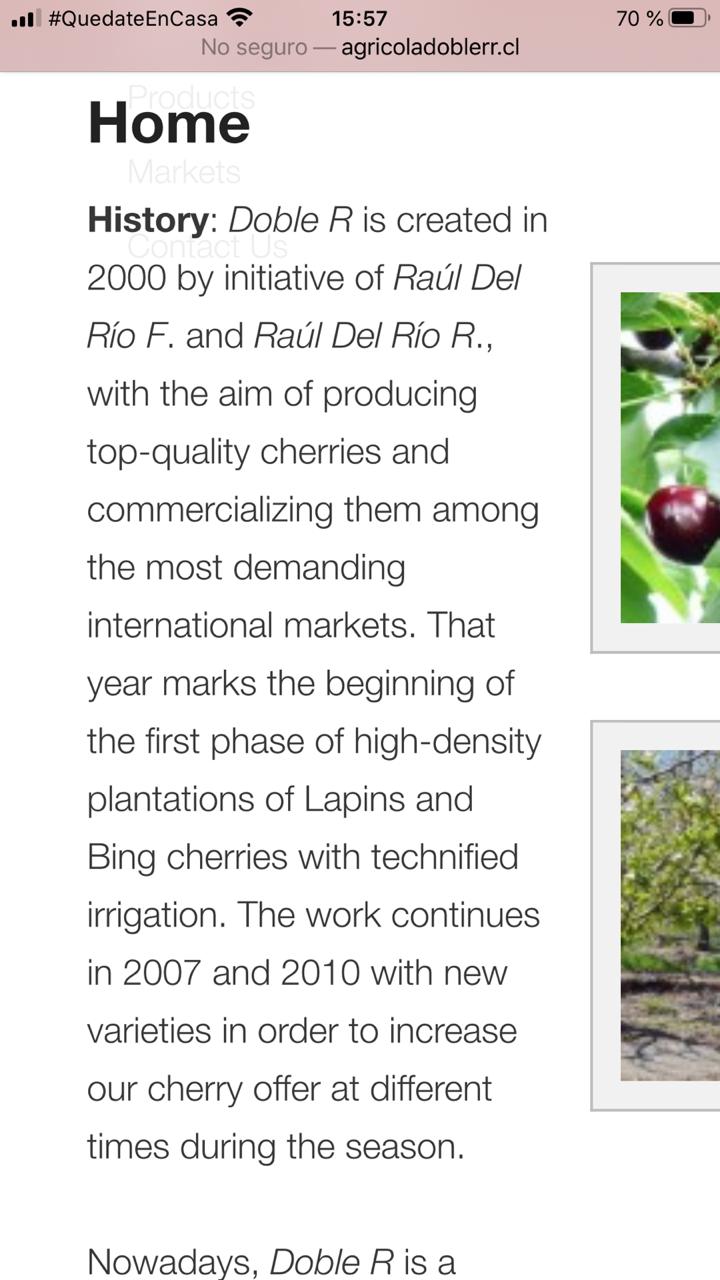 #QuedateEnCasa 15:57 70 %
No seguro — agricoladoblerr.cl
Products
Home
Markets
History: Doble R is created in
Contact Us
2000 by initiative of Raúl Del
Río F. and Raúl Del Río R.,
with the aim of producing
top-quality cherries and
commercializing them among
the most demanding
international markets. That
year marks the beginning of
the first phase of high-density
plantations of Lapins and
Bing cherries with technified
irrigation. The work continues
in 2007 and 2010 with new
varieties in order to increase
our cherry offer at different
times during the season.
Nowadays, Doble R is a